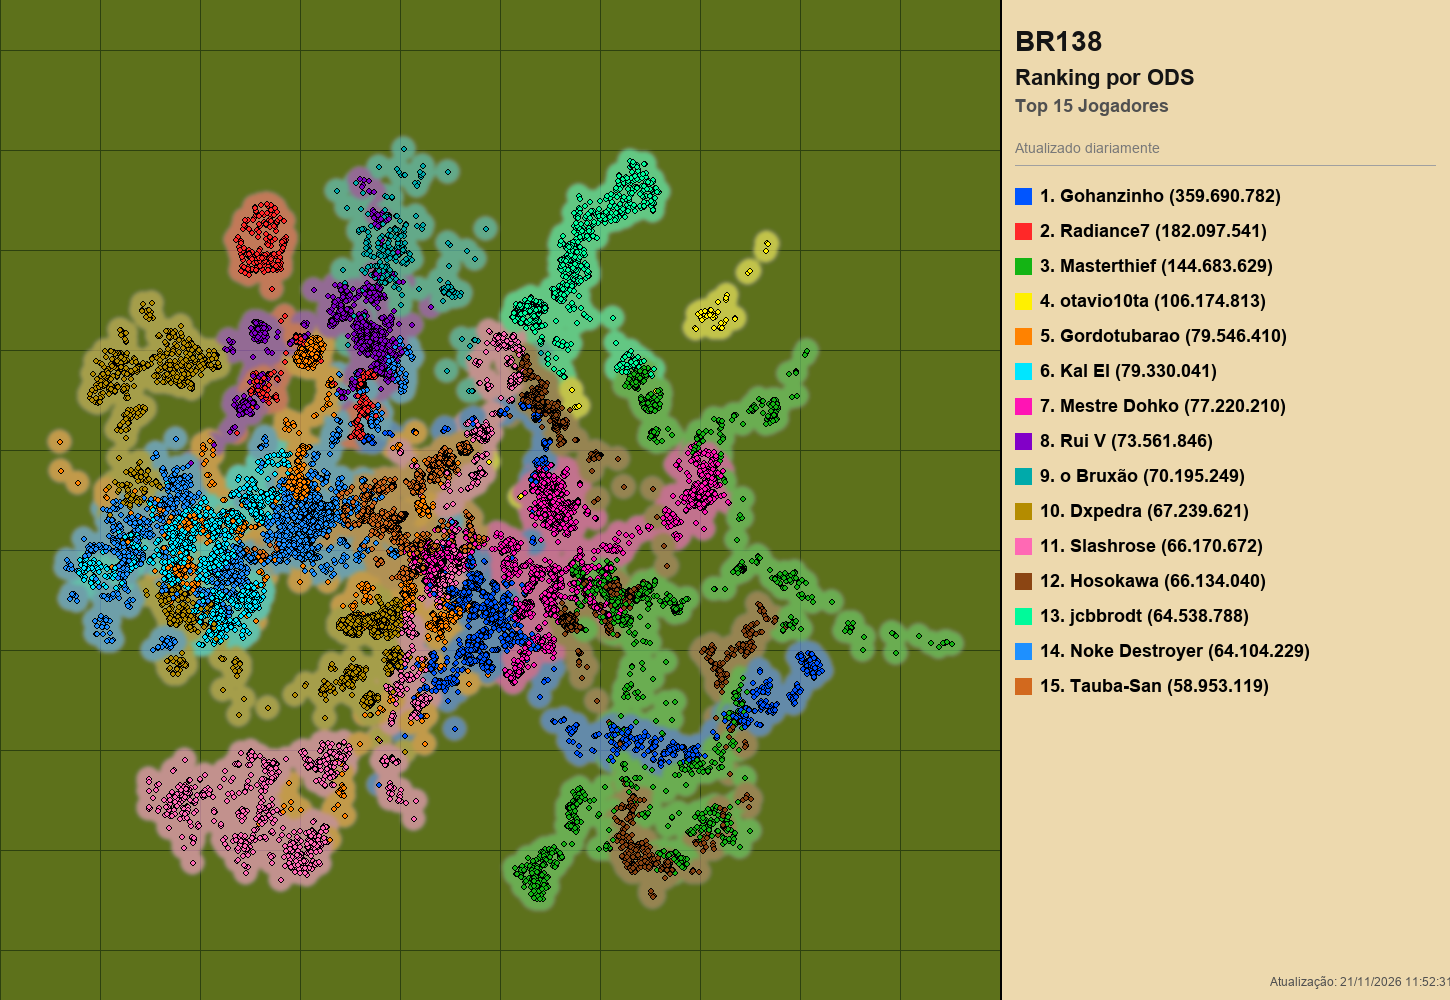 BR138
Ranking por ODS
Top 15 Jogadores
Atualizado diariamente
1. Gohanzinho (359.690.782)
2. Radiance7 (182.097.541)
3. Masterthief (144.683.629)
4. otavio10ta (106.174.813)
5. Gordotubarao (79.546.410)
6. Kal El (79.330.041)
7. Mestre Dohko (77.220.210)
8. Rui V (73.561.846)
9. o Bruxão (70.195.249)
10. Dxpedra (67.239.621)
11. Slashrose (66.170.672)
12. Hosokawa (66.134.040)
13. jcbbrodt (64.538.788)
14. Noke Destroyer (64.104.229)
15. Tauba-San (58.953.119)
Atualização: 21/11/2026 11:52:31